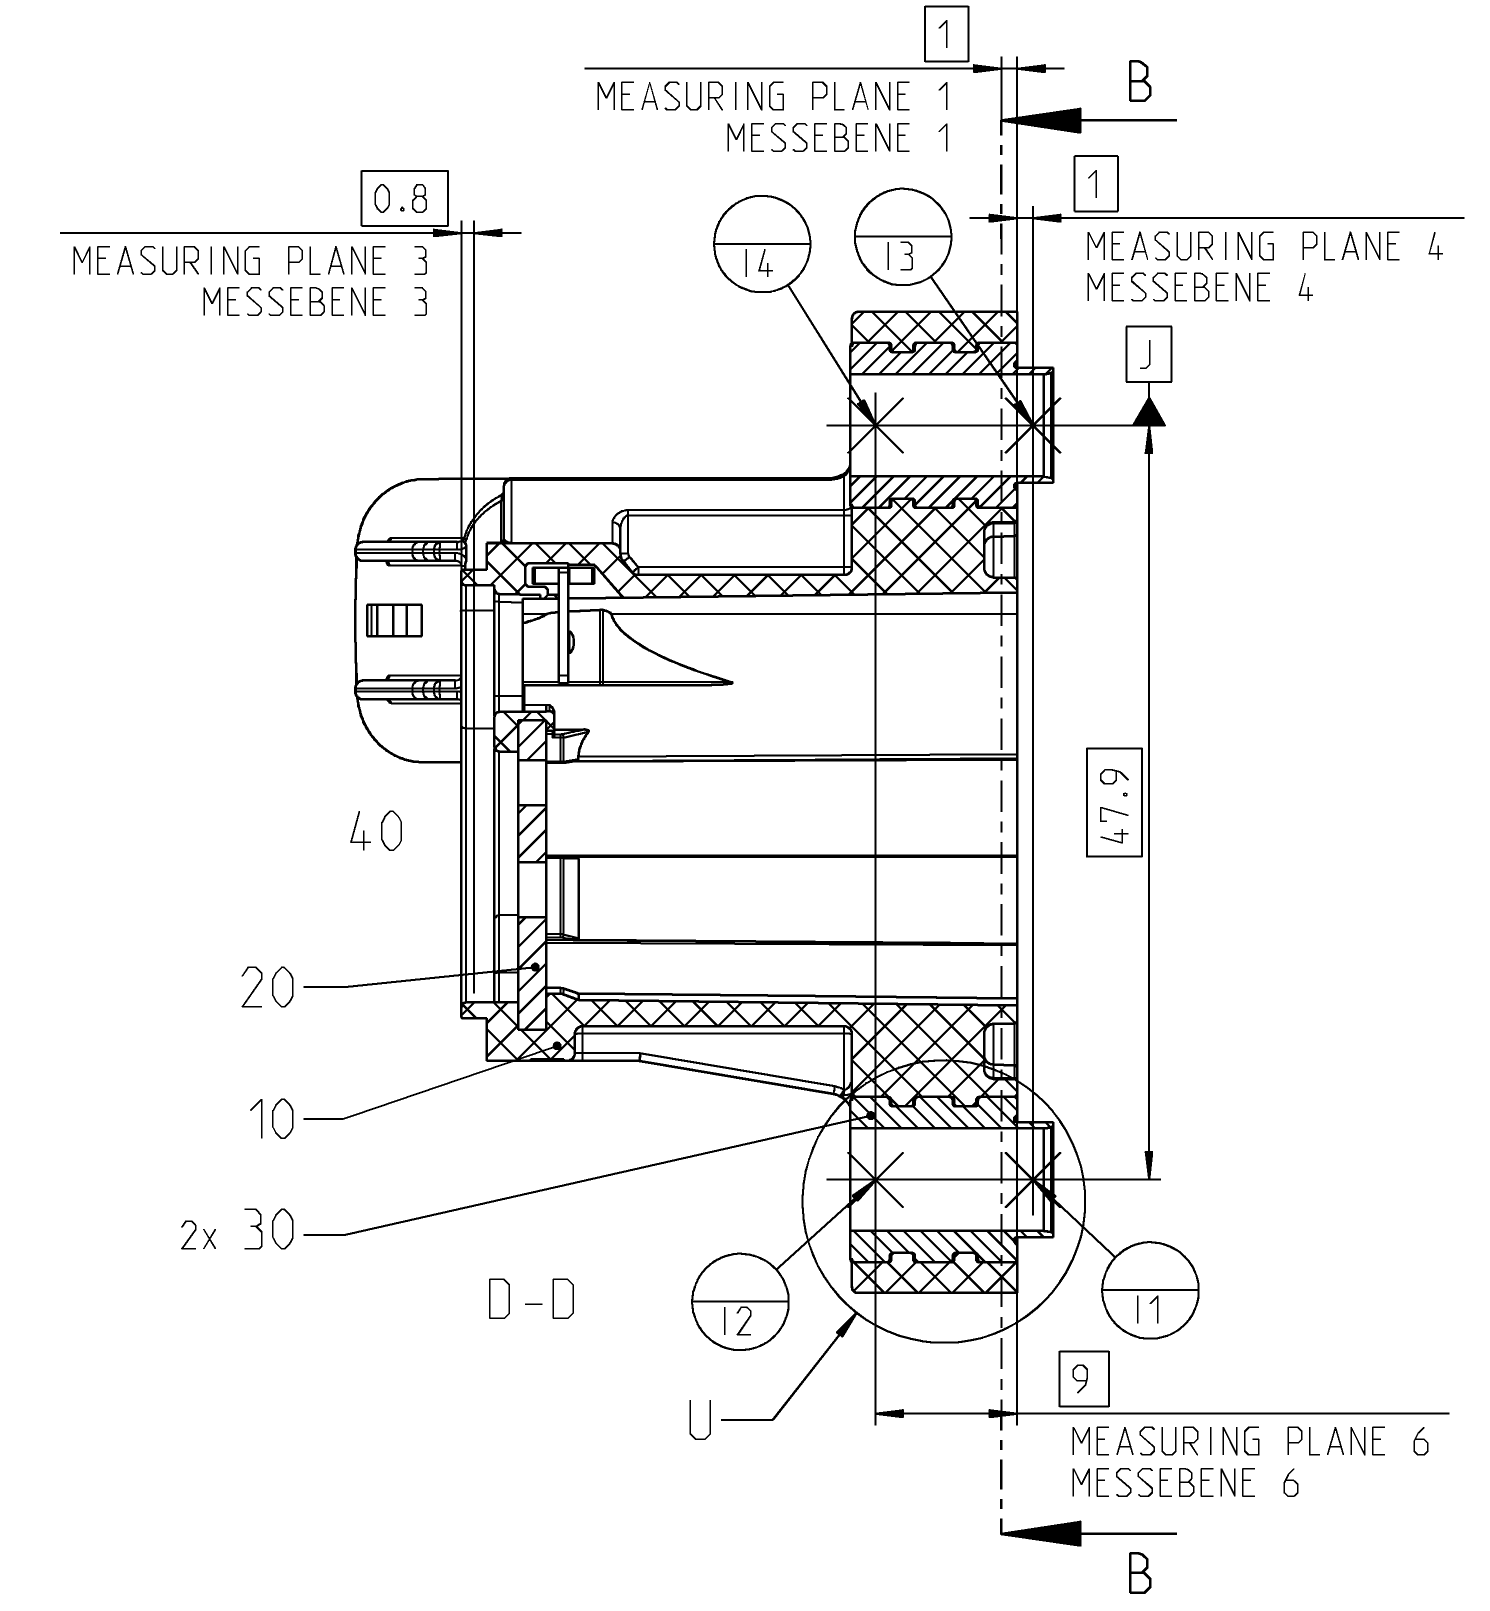 1
B
MEASURING PLANE 1
MESSEBENE 1
0.8
1
MEASURING PLANE 3
MESSEBENE 3
I4
I3
MEASURING PLANE 4
MESSEBENE 4
J
47.9
40
20
10
2x 30
D-D
I2
I1
U
9
MEASURING PLANE 6
MESSEBENE 6
B